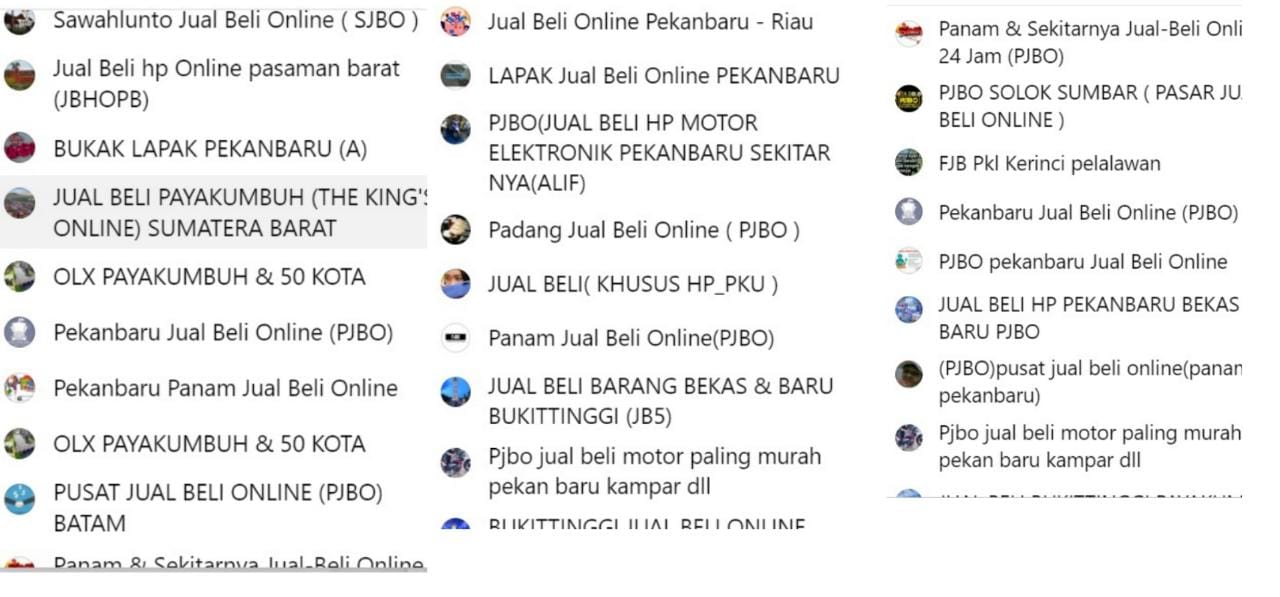 Sawahlunto Jual Beli Online ( SJBO )
Jual Beli hp Online pasaman barat
(JBHOPB)
BUKAK LAPAK PEKANBARU (A)
JUAL BELI PAYAKUMBUH (THE KING'S
ONLINE) SUMATERA BARAT
OLX PAYAKUMBUH & 50 KOTA
Pekanbaru Jual Beli Online (PJBO)
Pekanbaru Panam Jual Beli Online
OLX PAYAKUMBUH & 50 KOTA
PUSAT JUAL BELI ONLINE (PJBO)
BATAM
Panam & Sekitarnya Jual-Beli Online
Jual Beli Online Pekanbaru - Riau
LAPAK Jual Beli Online PEKANBARU
PJBO(JUAL BELI HP MOTOR
ELEKTRONIK PEKANBARU SEKITAR
NYA(ALIF)
Padang Jual Beli Online ( PJBO )
JUAL BELI( KHUSUS HP_PKU )
Panam Jual Beli Online(PJBO)
JUAL BELI BARANG BEKAS & BARU
BUKITTINGGI (JB5)
Pjbo jual beli motor paling murah
pekan baru kampar dll
BUKITTINGGI JUAL BELI ONLINE
Panam & Sekitarnya Jual-Beli Onli
24 Jam (PJBO)
PJBO SOLOK SUMBAR ( PASAR JU
BELI ONLINE )
FJB Pkl Kerinci pelalawan
Pekanbaru Jual Beli Online (PJBO)
PJBO pekanbaru Jual Beli Online
JUAL BELI HP PEKANBARU BEKAS
BARU PJBO
(PJBO)pusat jual beli online(panam
pekanbaru)
Pjbo jual beli motor paling murah
pekan baru kampar dll
JUAL BELI BUKITTINGGI